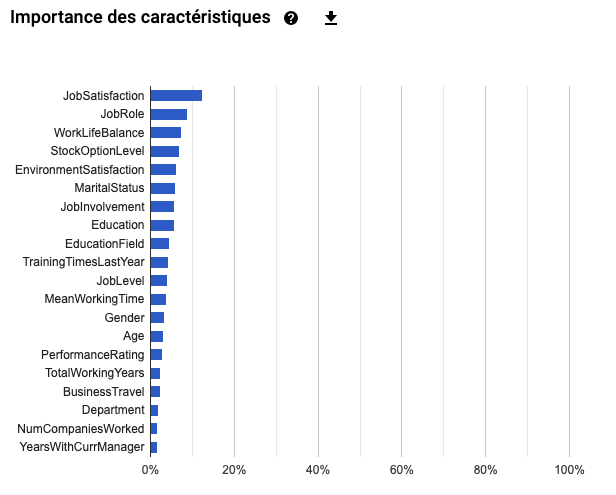 Importance des caractéristiques
JobSatisfaction
JobRole
WorkLifeBalance
StockOptionLevel
EnvironmentSatisfaction
MaritalStatus
JobInvolvement
Education
EducationField
TrainingTimesLastYear
JobLevel
MeanWorkingTime
Gender
Age
PerformanceRating
TotalWorkingYears
BusinessTravel
Department
NumCompaniesWorked
YearsWithCurrManager
0% 20% 40% 60% 80% 100%